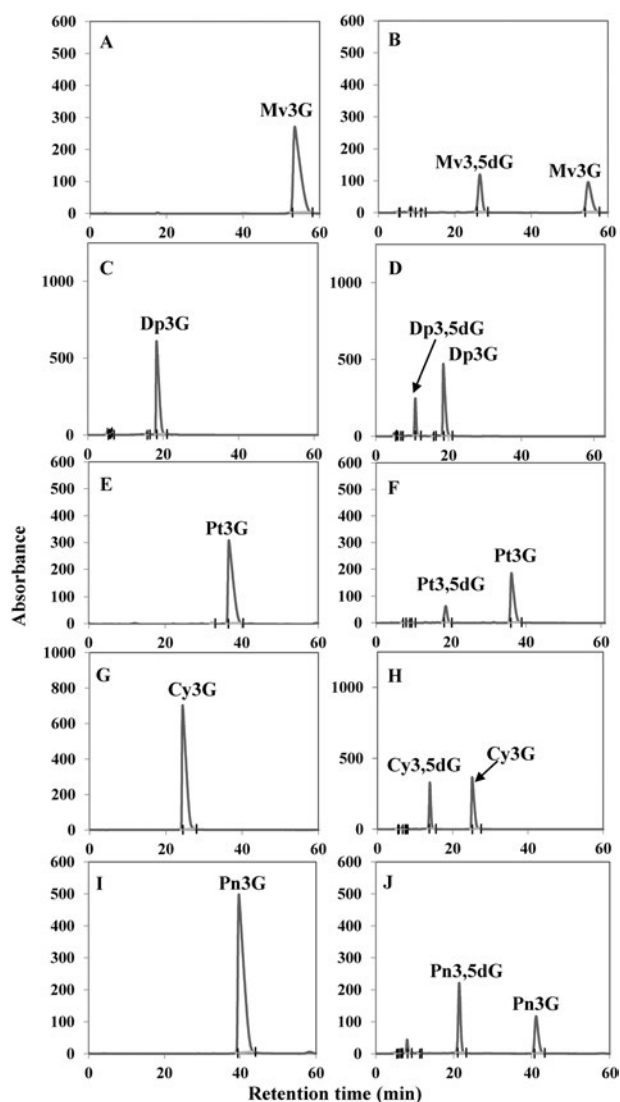 600
500
400
300
200
100
0
A
Mv3G
0 20 40 60
600
500
400
300
200
100
0
B
Mv3,5dG
Mv3G
0 20 40 60
1000
500
0
C
Dp3G
0 20 40 60
1000
500
0
D
Dp3,5dG
Dp3G
0 20 40 60
600
500
400
300
200
100
0
E
Pt3G
0 20 40 60
600
500
400
300
200
100
0
F
Pt3,5dG
Pt3G
0 20 40 60
1000
800
600
400
200
0
G
Cy3G
0 20 40 60
1000
500
0
H
Cy3,5dG
Cy3G
0 20 40 60
600
500
400
300
200
100
0
I
Pn3G
0 20 40 60
600
500
400
300
200
100
0
J
Pn3,5dG
Pn3G
0 20 40 60
Absorbance
Retention time (min)